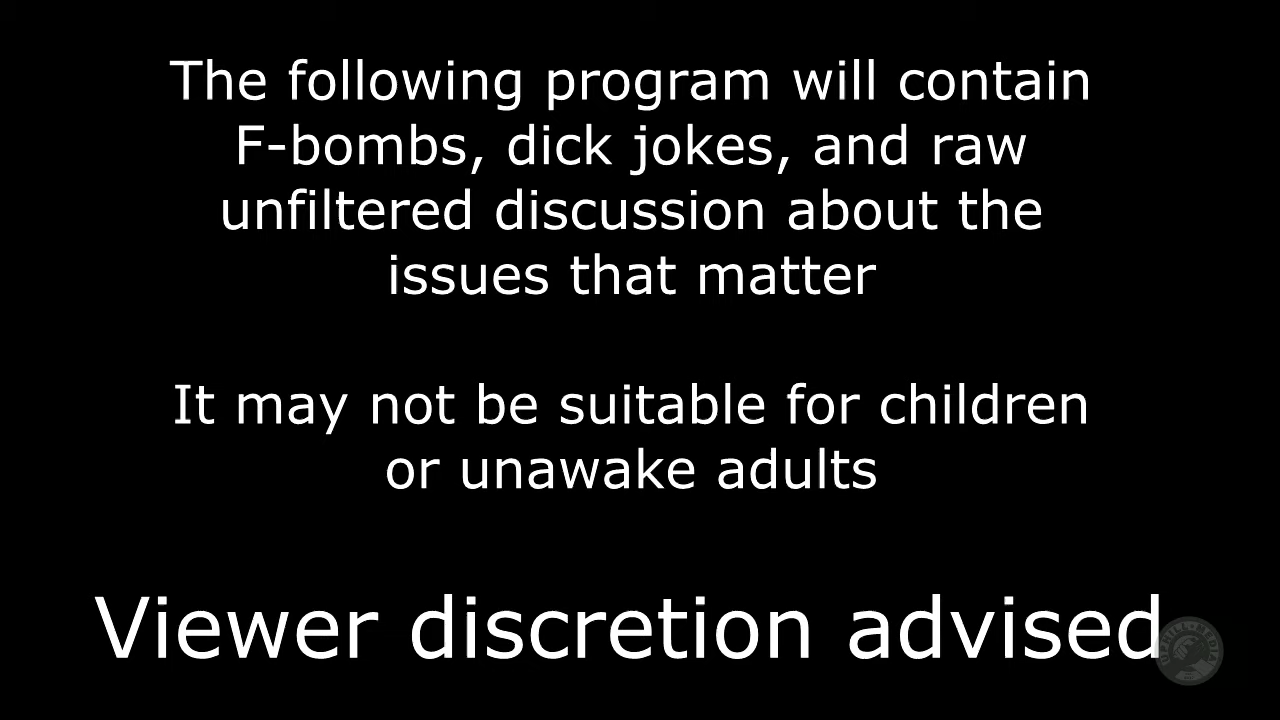 The following program will contain
F-bombs, dick jokes, and raw
unfiltered discussion about the
issues that matter
It may not be suitable for children
or unawake adults
Viewer discretion advised